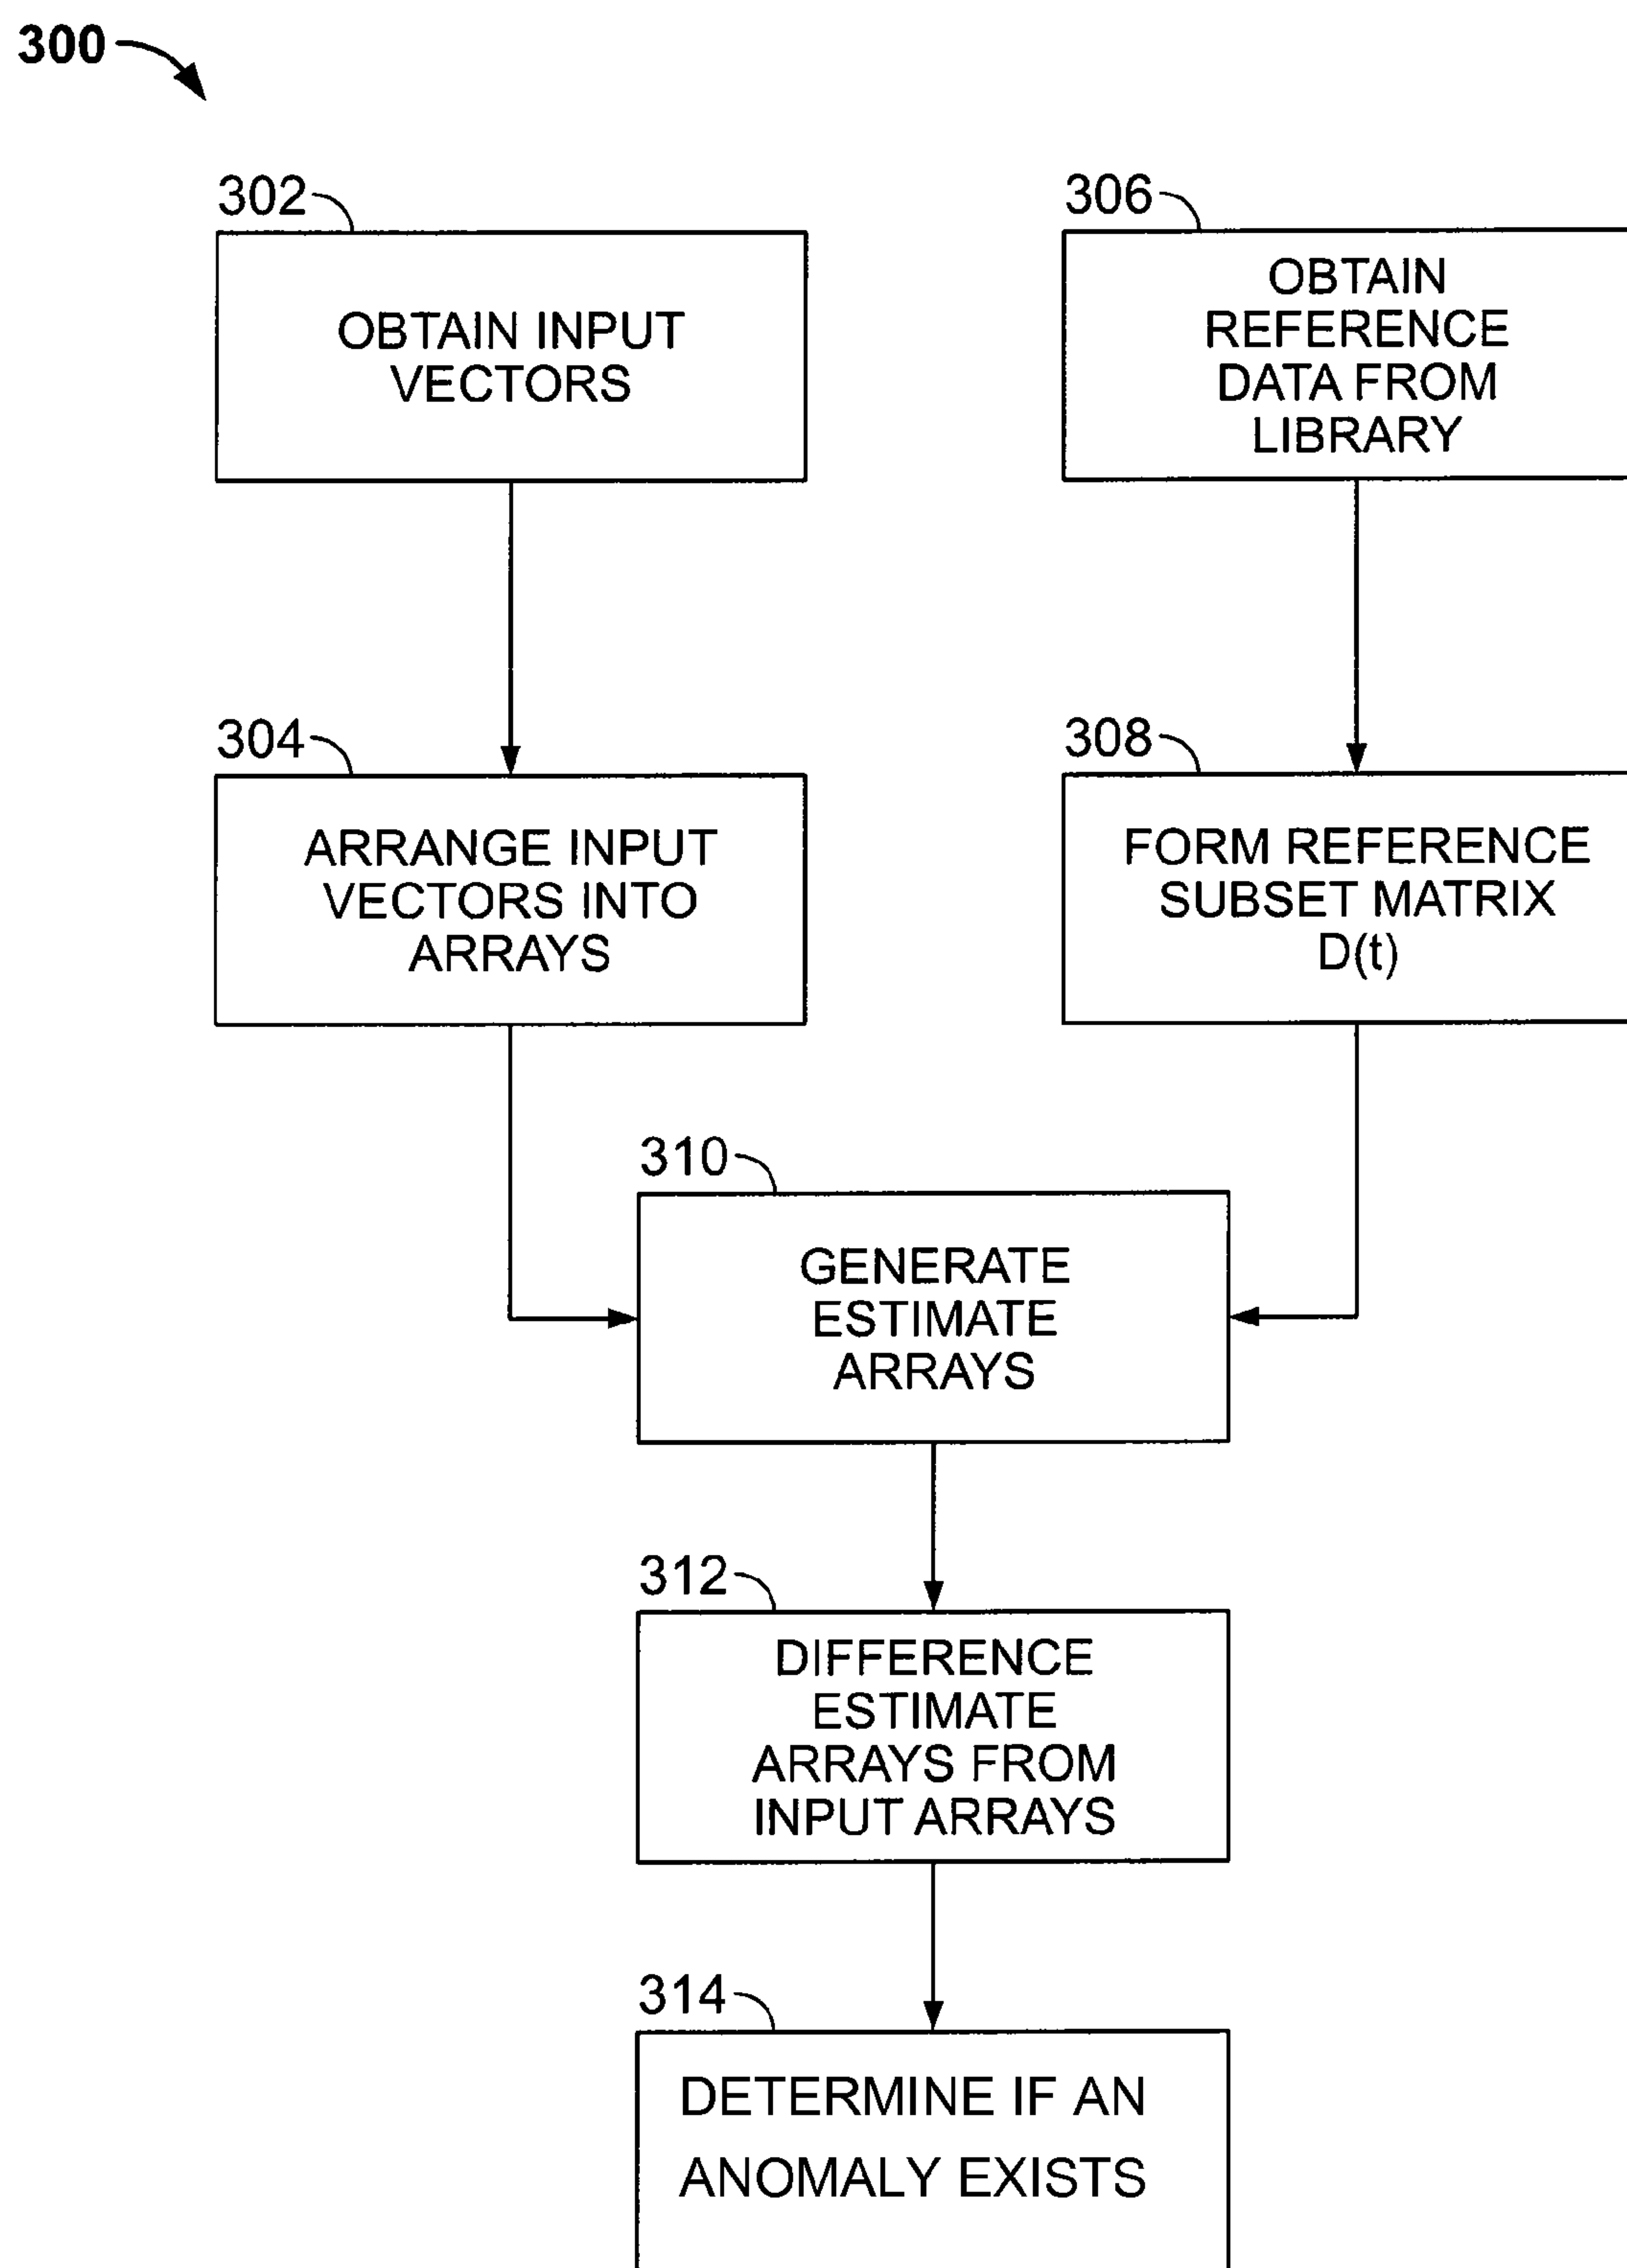 300
302
OBTAIN INPUT
VECTORS
306
OBTAIN
REFERENCE
DATA FROM
LIBRARY
304
ARRANGE INPUT
VECTORS INTO
ARRAYS
308
FORM REFERENCE
SUBSET MATRIX
D(t)
310
GENERATE
ESTIMATE
ARRAYS
312
DIFFERENCE
ESTIMATE
ARRAYS FROM
INPUT ARRAYS
314
DETERMINE IF AN
ANOMALY EXISTS